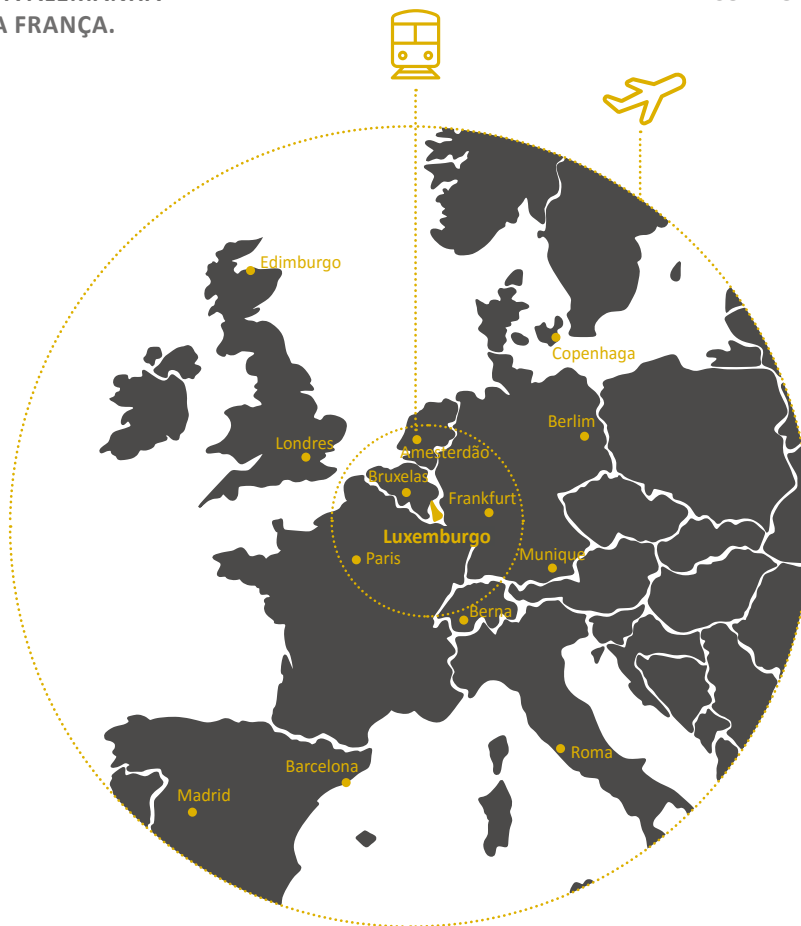 A FRANÇA.
Edimburgo
Copenhaga
Berlim
Londres
Amesterdão
Bruxelas
Frankfurt
Luxemburgo
Paris
Munique
Berna
Roma
Barcelona
Madrid